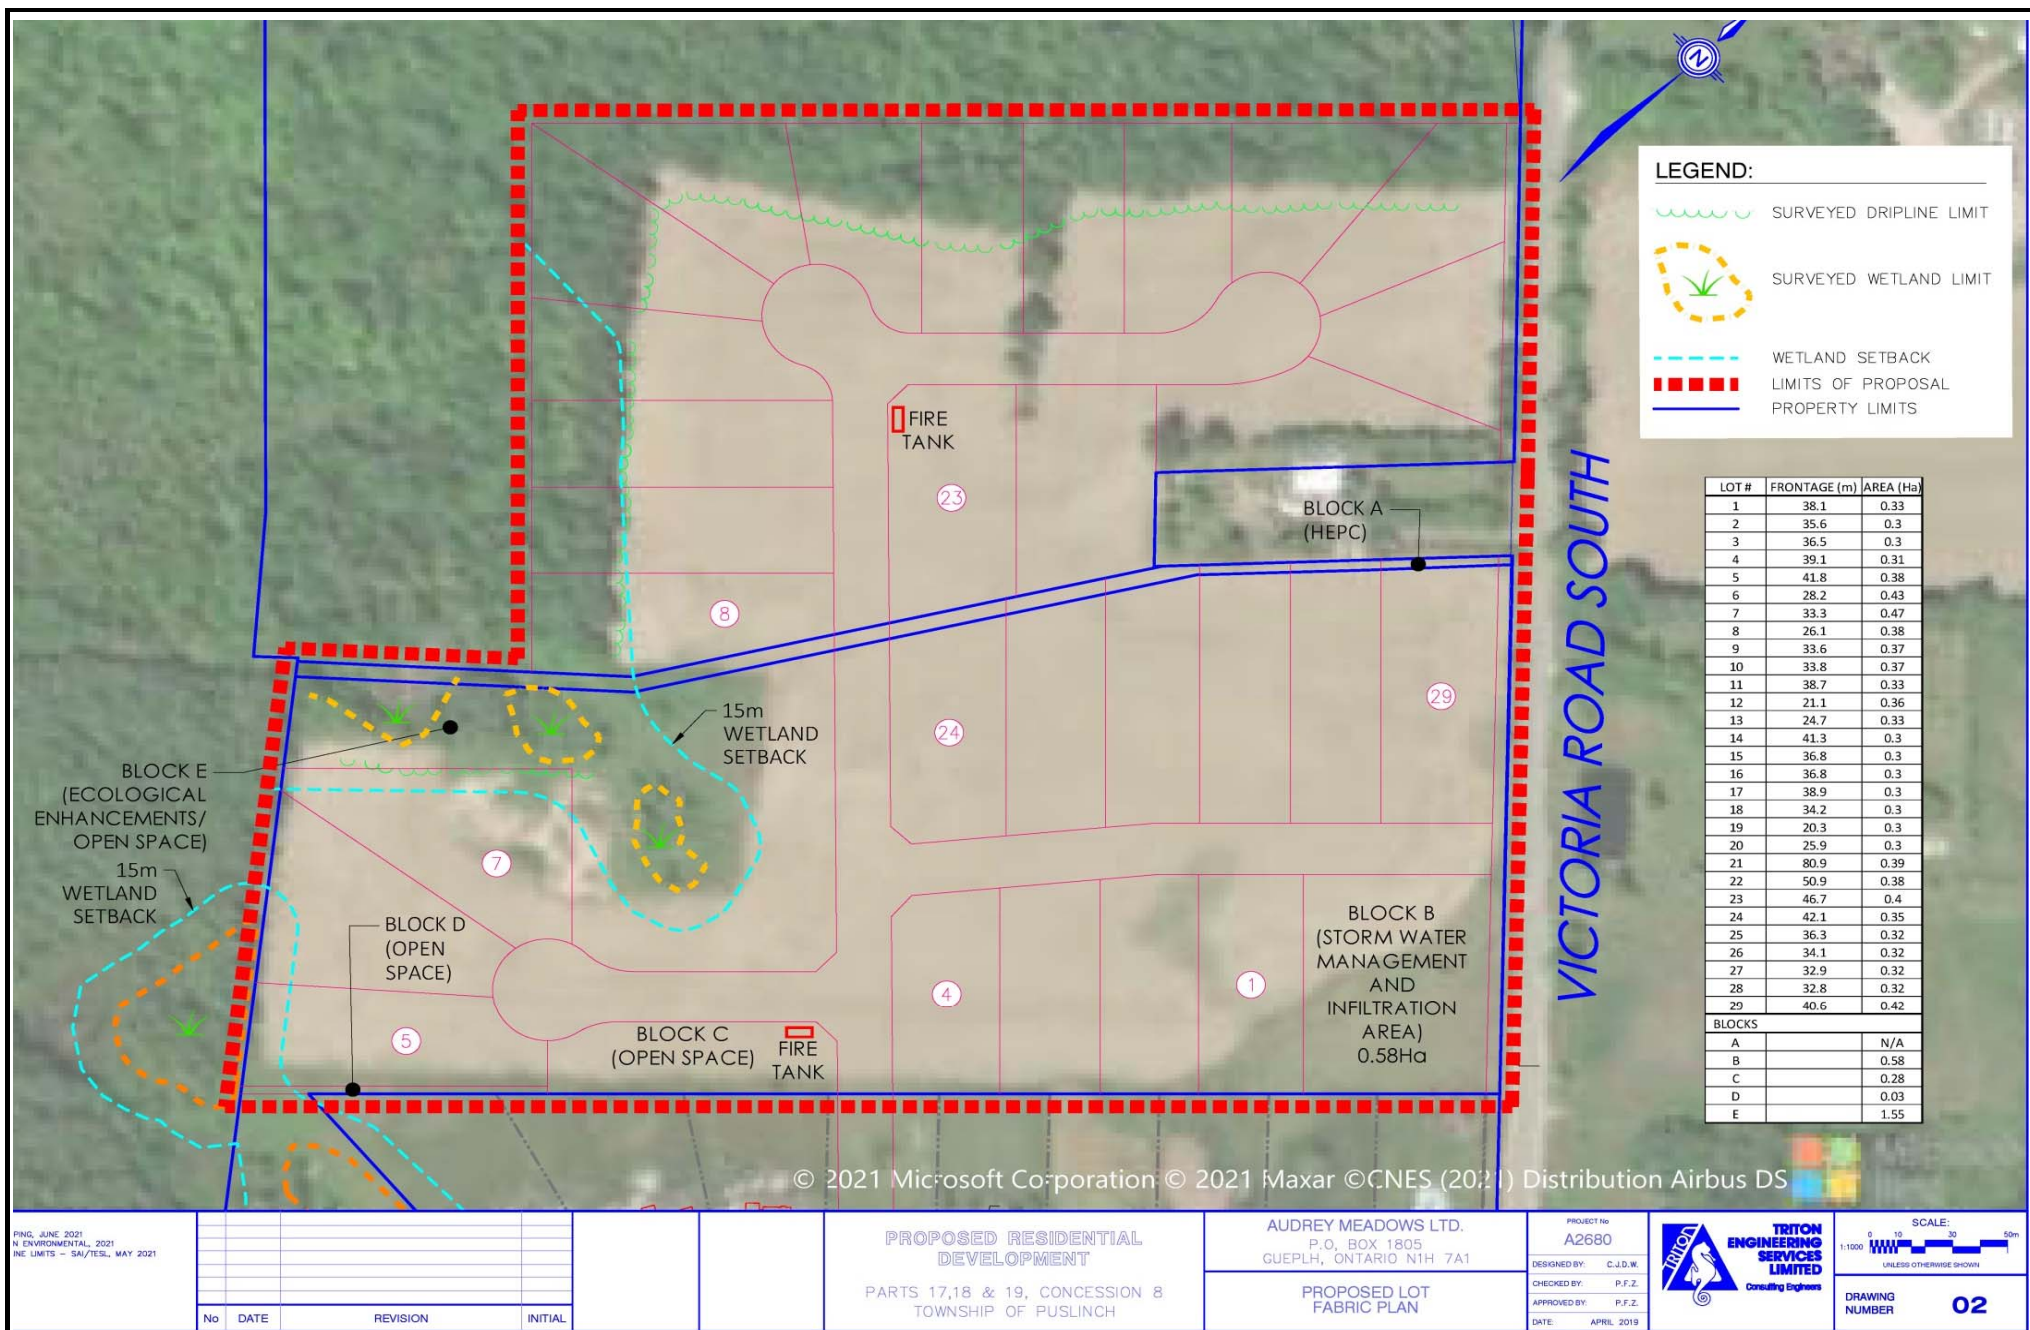 N
LEGEND:
SURVEYED DRIPLINE LIMIT
SURVEYED WETLAND LIMIT
WETLAND SETBACK
LIMITS OF PROPOSAL
PROPERTY LIMITS
FIRE
TANK
23
BLOCK A
(HEPC)
8
29
24
15m
WETLAND
SETBACK
BLOCK E
(ECOLOGICAL
ENHANCEMENTS/
OPEN SPACE)
15m
WETLAND
SETBACK
7
BLOCK D
(OPEN
SPACE)
5
BLOCK C
(OPEN SPACE)
FIRE
TANK
4
1
BLOCK B
(STORM WATER
MANAGEMENT
AND
INFILTRATION
AREA)
0.58Ha
VICTORIA ROAD SOUTH
LOT # FRONTAGE (m) AREA (Ha)
1 38.1 0.33
2 35.6 0.3
3 36.5 0.3
4 39.1 0.31
5 41.8 0.38
6 28.2 0.43
7 33.3 0.47
8 26.1 0.38
9 33.6 0.37
10 33.8 0.37
11 38.7 0.33
12 21.1 0.36
13 24.7 0.33
14 41.3 0.3
15 36.8 0.3
16 36.8 0.3
17 38.9 0.3
18 34.2 0.3
19 20.3 0.3
20 25.9 0.3
21 80.9 0.39
22 50.9 0.38
23 46.7 0.4
24 42.1 0.35
25 36.3 0.32
26 34.1 0.32
27 32.9 0.32
28 32.8 0.32
29 40.6 0.42
BLOCKS
A N/A
B 0.58
C 0.28
D 0.03
E 1.55
© 2021 Microsoft Corporation © 2021 Maxar ©CNES (2021) Distribution Airbus DS
PING, JUNE 2021
N ENVIRONMENTAL, 2021
INE LIMITS – SAI/TESL, MAY 2021
No DATE REVISION INITIAL
PROPOSED RESIDENTIAL
DEVELOPMENT
PARTS 17,18 & 19, CONCESSION 8
TOWNSHIP OF PUSLINCH
AUDREY MEADOWS LTD.
P.O. BOX 1805
GUEPLH, ONTARIO N1H 7A1
PROPOSED LOT
FABRIC PLAN
PROJECT No
A2680
DESIGNED BY: C.J.D.W.
CHECKED BY: P.F.Z.
APPROVED BY: P.F.Z.
DATE: APRIL 2019
TRITON
TRITON
ENGINEERING
SERVICES
LIMITED
Consulting Engineers
SCALE:
0 10 30 50m
1:1000
UNLESS OTHERWISE SHOWN
DRAWING
NUMBER 02